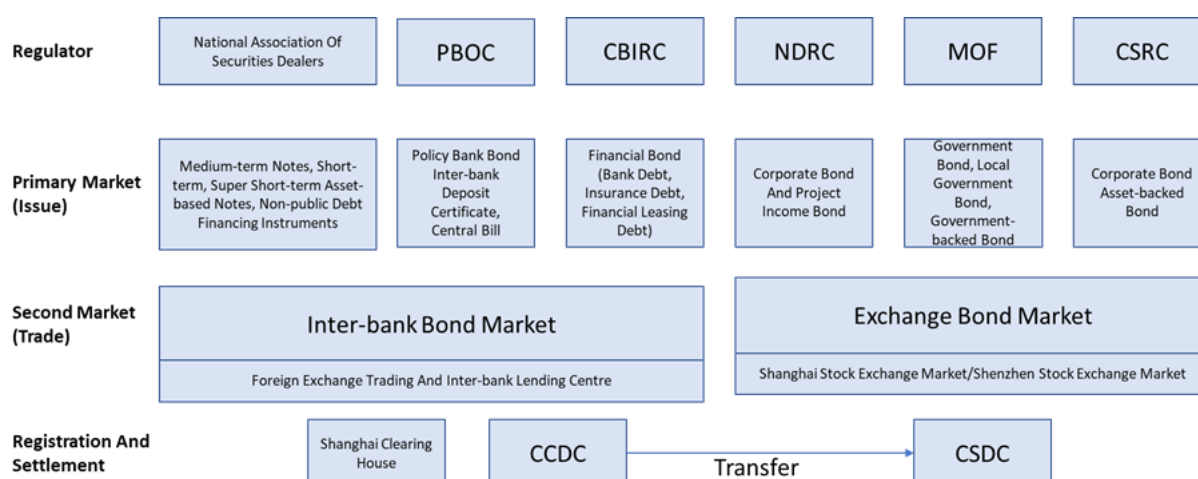 Regulator
National Association Of
Securities Dealers
PBOC
CBIRC
NDRC
MOF
CSRC
Primary Market
(Issue)
Medium-term Notes, Short-
term, Super Short-term Asset-
based Notes, Non-public Debt
Financing Instruments
Policy Bank Bond
Inter-bank
Deposit
Certificate,
Central Bill
Financial Bond
(Bank Debt,
Insurance Debt,
Financial Leasing
Debt)
Corporate Bond
And Project
Income Bond
Government
Bond, Local
Government
Bond,
Government-
backed Bond
Corporate Bond
Asset-backed
Bond
Second Market
(Trade)
Inter-bank Bond Market
Foreign Exchange Trading And Inter-bank Lending Centre
Exchange Bond Market
Shanghai Stock Exchange Market/Shenzhen Stock Exchange Market
Registration And
Settlement
Shanghai Clearing
House
CCDC
Transfer
CSDC